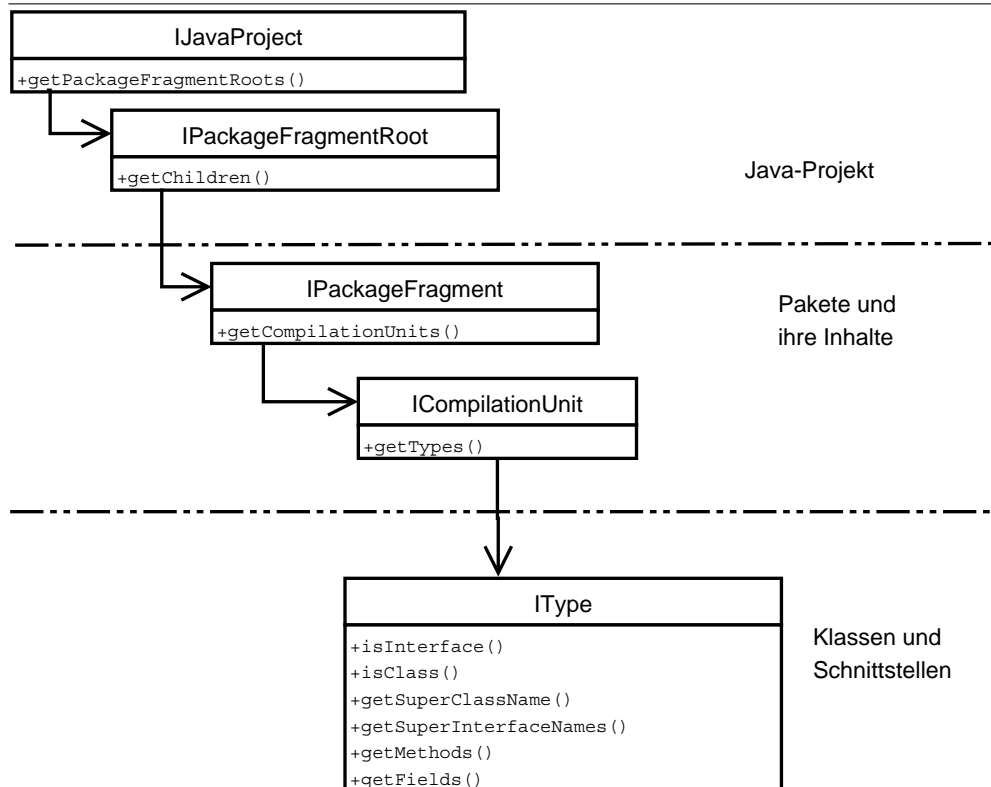 IJavaProject
+getPackageFragmentRoots()
IPackageFragmentRoot
+getChildren()
Java-Projekt
IPackageFragment
+getCompilationUnits()
Pakete und
ihre Inhalte
ICompilationUnit
+getTypes()
IType
+isInterface()
+isClass()
+getSuperClassName()
+getSuperInterfaceNames()
+getMethods()
+getFields()
Klassen und
Schnittstellen